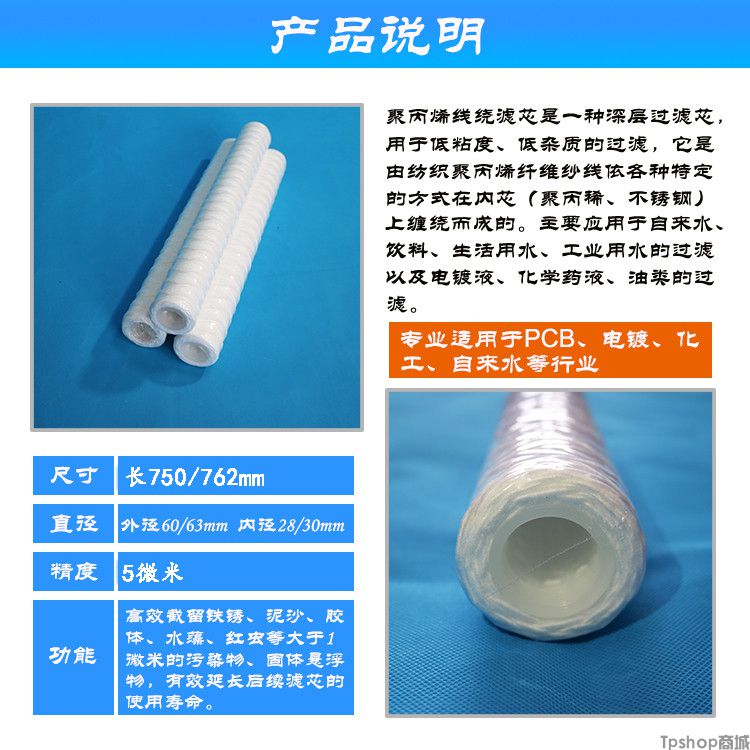 产品说明
聚丙烯线绕滤芯是一种深层过滤芯，
用于低粘度、低杂质的过滤，它是
由纺织聚丙烯纤维纱线依各种特定
的方式在内芯（聚丙稀、不锈钢）
上缠绕而成的。主要应用于自来水、
饮料、生活用水、工业用水的过滤
以及电镀液、化学药液、油类的过
滤。
专业适用于PCB、电镀、化
工、自来水等行业
尺寸 长750/762mm
直径 外径60/63mm 内径28/30mm
精度 5微米
功能
高效截留铁锈、泥沙、胶
体、水藻、红虫等大于1
微米的污染物、固体悬浮
物，有效延长后续滤芯的
使用寿命。
Tpshop商城